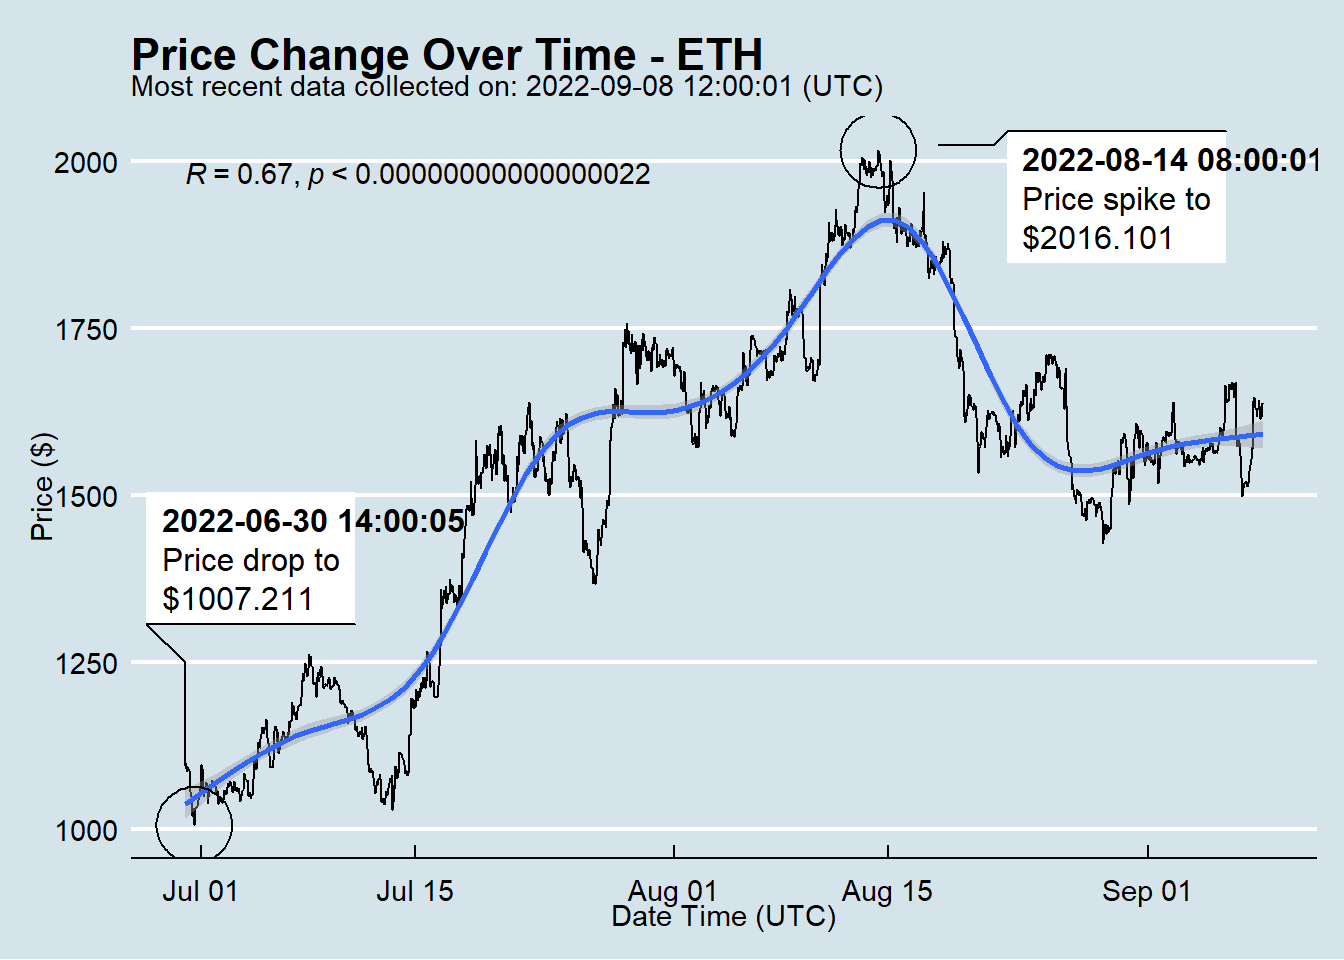 Price Change Over Time - ETH
Most recent data collected on: 2022-09-08 12:00:01 (UTC)
R = 0.67, p < 0.00000000000000022
2022-08-14 08:00:01
Price spike to
$2016.101
2022-06-30 14:00:05
Price drop to
$1007.211
Price ($)
2000
1750
1500
1250
1000
Jul 01 Jul 15 Aug 01 Aug 15 Sep 01
Date Time (UTC)